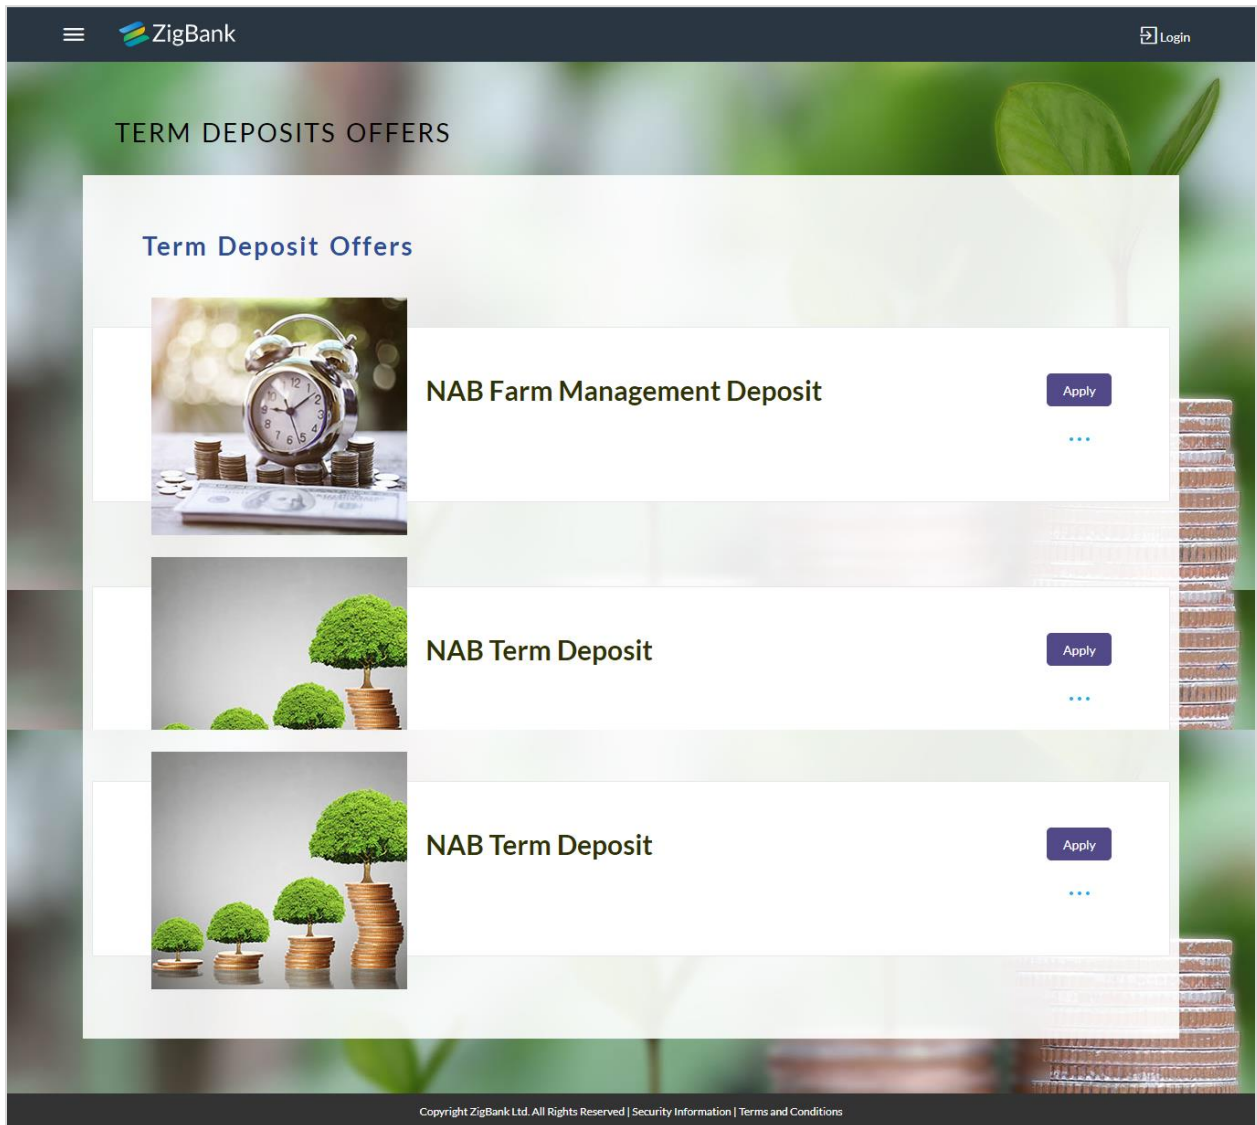 ZigBank
Login
TERM DEPOSITS OFFERS
Term Deposit Offers
NAB Farm Management Deposit
Apply
...
NAB Term Deposit
Apply
...
NAB Term Deposit
Apply
...
Copyright ZigBank Ltd. All Rights Reserved | Security Information | Terms and Conditions